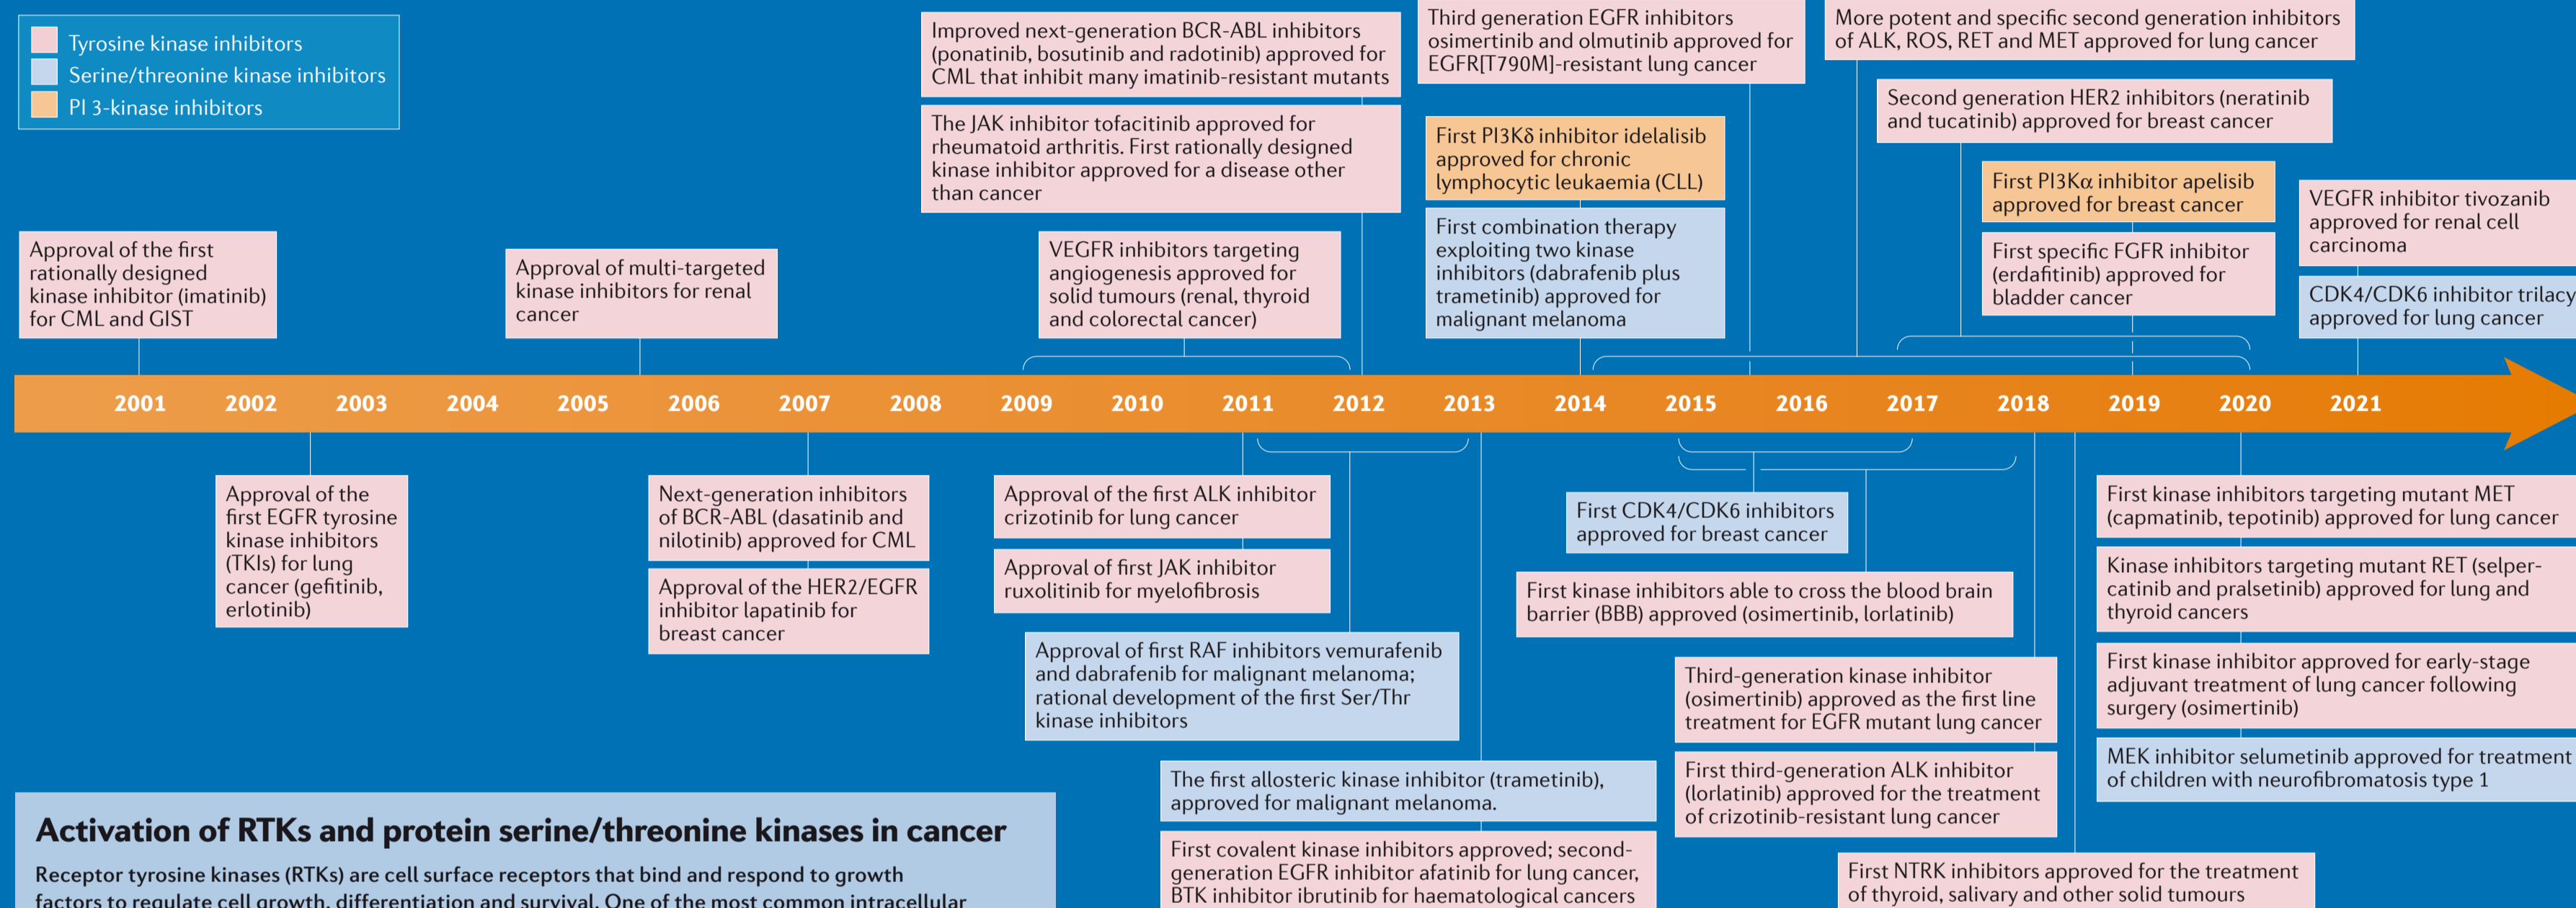 Tyrosine kinase inhibitors
Serine/threonine kinase inhibitors
PI 3-kinase inhibitors
Improved next-generation BCR-ABL inhibitors
(ponatinib, bosutinib and radotinib) approved for
CML that inhibit many imatinib-resistant mutants
The JAK inhibitor tofacitinib approved for
rheumatoid arthritis. First rationally designed
kinase inhibitor approved for a disease other
than cancer
Third generation EGFR inhibitors
osimertinib and olmutinib approved for
EGFR[T790M]-resistant lung cancer
More potent and specific second generation inhibitors
of ALK, ROS, RET and MET approved for lung cancer
Second generation HER2 inhibitors (neratinib
and tucatinib) approved for breast cancer
First PI3Kδ inhibitor idelalisib
approved for chronic
lymphocytic leukaemia (CLL)
First PI3Kα inhibitor apelisib
approved for breast cancer
VEGFR inhibitor tivozanib
approved for renal cell
carcinoma
First combination therapy
exploiting two kinase
inhibitors (dabrafenib plus
trametinib) approved for
malignant melanoma
First specific FGFR inhibitor
(erdafitinib) approved for
bladder cancer
CDK4/CDK6 inhibitor trilacy
approved for lung cancer
Approval of the first
rationally designed
kinase inhibitor (imatinib)
for CML and GIST
Approval of multi-targeted
kinase inhibitors for renal
cancer
VEGFR inhibitors targeting
angiogenesis approved for
solid tumours (renal, thyroid
and colorectal cancer)
2001 2002 2003 2004 2005 2006 2007 2008 2009 2010 2011 2012 2013 2014 2015 2016 2017 2018 2019 2020 2021
Approval of the
first EGFR tyrosine
kinase inhibitors
(TKIs) for lung
cancer (gefitinib,
erlotinib)
Next-generation inhibitors
of BCR-ABL (dasatinib and
nilotinib) approved for CML
Approval of the HER2/EGFR
inhibitor lapatinib for
breast cancer
Approval of the first ALK inhibitor
crizotinib for lung cancer
Approval of first JAK inhibitor
ruxolitinib for myelofibrosis
Approval of first RAF inhibitors vemurafenib
and dabrafenib for malignant melanoma;
rational development of the first Ser/Thr
kinase inhibitors
The first allosteric kinase inhibitor (trametinib),
approved for malignant melanoma.
First covalent kinase inhibitors approved; second-
generation EGFR inhibitor afatinib for lung cancer,
BTK inhibitor ibrutinib for haematological cancers
First CDK4/CDK6 inhibitors
approved for breast cancer
First kinase inhibitors able to cross the blood brain
barrier (BBB) approved (osimertinib, lorlatinib)
Third-generation kinase inhibitor
(osimertinib) approved as the first line
treatment for EGFR mutant lung cancer
First third-generation ALK inhibitor
(lorlatinib) approved for the treatment
of crizotinib-resistant lung cancer
First NTRK inhibitors approved for the treatment
of thyroid, salivary and other solid tumours
First kinase inhibitors targeting mutant MET
(capmatinib, tepotinib) approved for lung cancer
Kinase inhibitors targeting mutant RET (selper-
catinib and pralsetinib) approved for lung and
thyroid cancers
First kinase inhibitor approved for early-stage
adjuvant treatment of lung cancer following
surgery (osimertinib)
MEK inhibitor selumetinib approved for treatment
of children with neurofibromatosis type 1
Activation of RTKs and protein serine/threonine kinases in cancer
Receptor tyrosine kinases (RTKs) are cell surface receptors that bind and respond to growth
factors to regulate cell growth, differentiation and survival. One of the most common intracellular